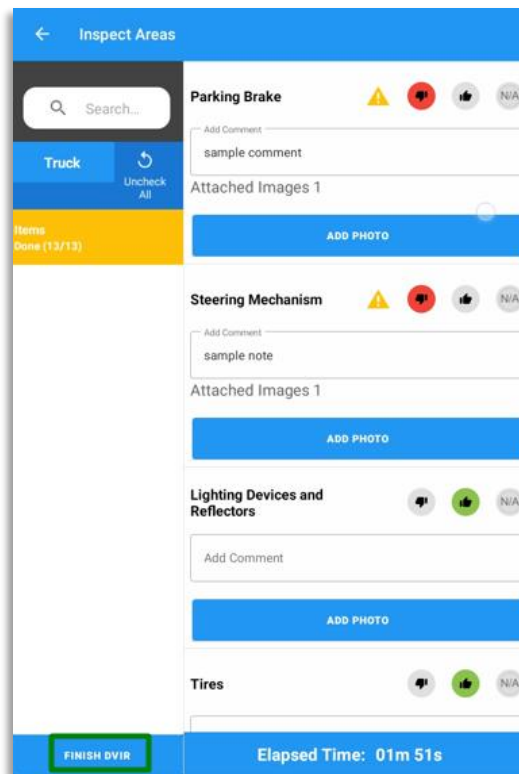 Inspect Areas
Search...
Truck
Uncheck
All
Items
Done (13/13)
Parking Brake
N/A
Add Comment
sample comment
Attached Images 1
ADD PHOTO
Steering Mechanism
N/A
Add Comment
sample note
Attached Images 1
ADD PHOTO
Lighting Devices and
Reflectors
N/A
Add Comment
ADD PHOTO
Tires
N/A
FINISH DVIR
Elapsed Time: 01m 51s